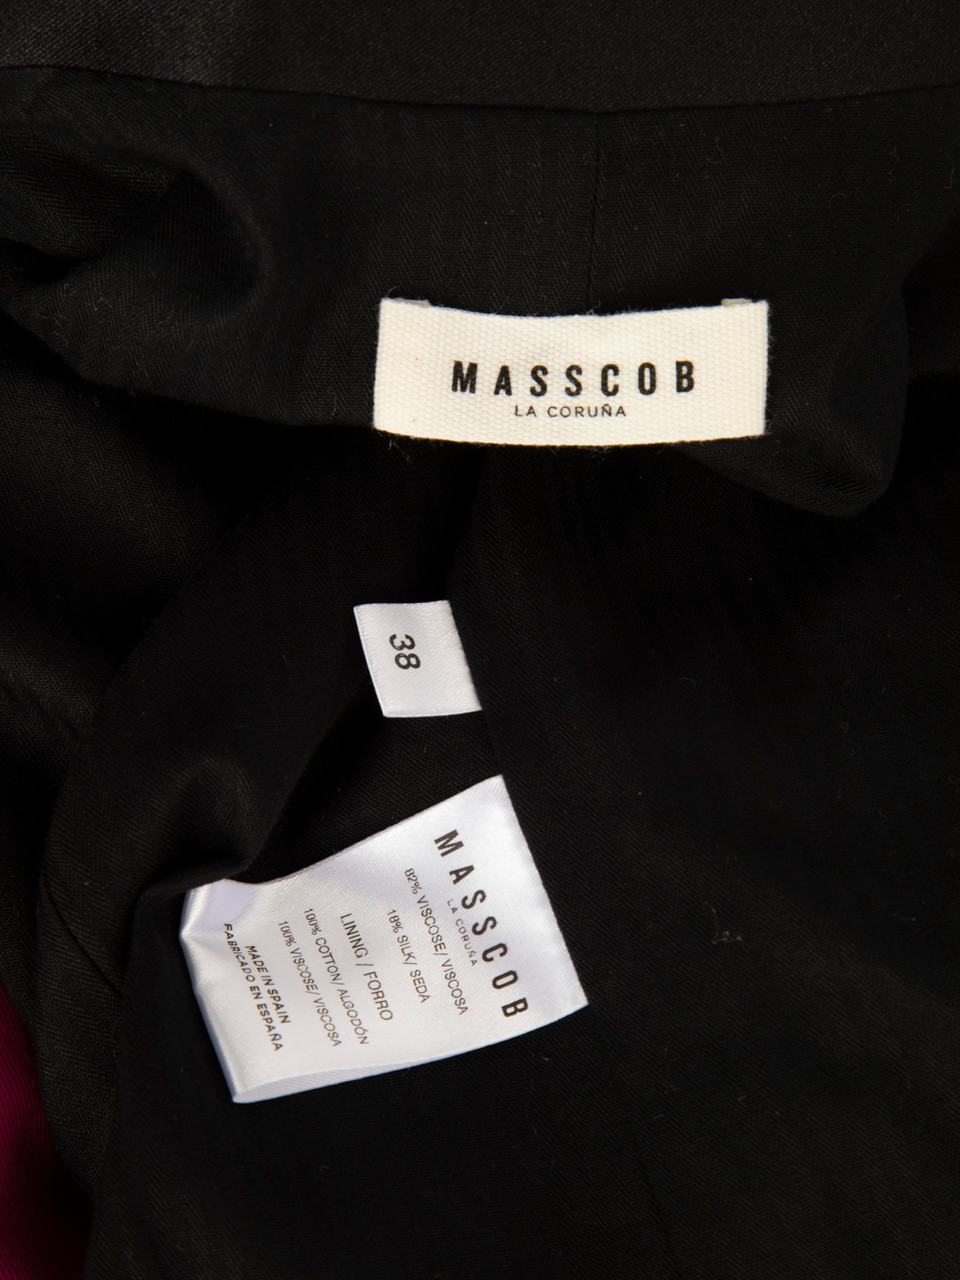 MASSCOB
LA CORUÑA
38
MASSCOB
LA CORUÑA
82% VISCOSE/ VISCOSA
18% SILK/ SEDA
LINING / FORRO
100% COTTON/ ALGODÓN
100% VISCOSE/ VISCOSA
MADE IN SPAIN
FABRICADO EN ESPAÑA